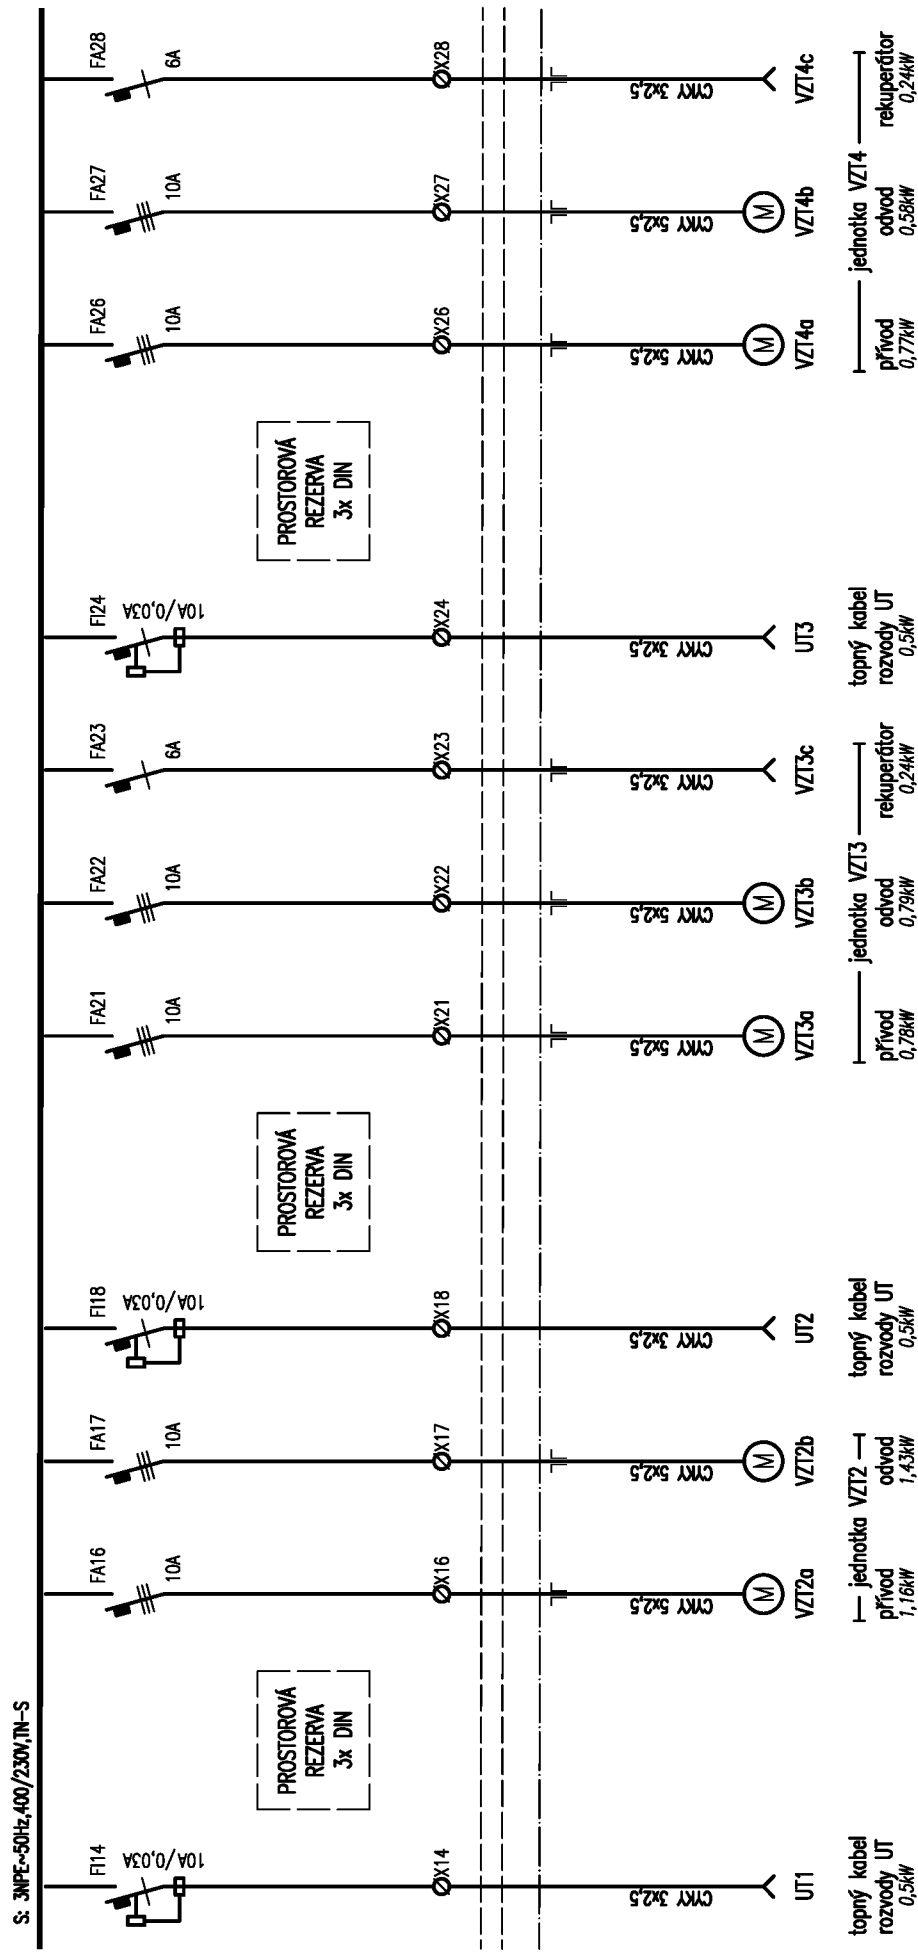 S: 3NPE~50Hz,400/230V,TN-S
FI14
10A/0,03A
X14
CYKY 3x2,5
UT1
topný kabel
rozvody UT
0,5kW
PROSTOROVÁ
REZERVA
3x DIN
FA16
10A
X16
CYKY 5x2,5
M
VZT2a
přívod
1,16kW
jednotka VZT2
FA17
10A
X17
CYKY 5x2,5
M
VZT2b
odvod
1,43kW
FI18
10A/0,03A
X18
CYKY 3x2,5
UT2
topný kabel
rozvody UT
0,5kW
PROSTOROVÁ
REZERVA
3x DIN
FA21
10A
X21
CYKY 5x2,5
M
VZT3a
přívod
0,78kW
jednotka VZT3
FA22
10A
X22
CYKY 5x2,5
M
VZT3b
odvod
0,79kW
FA23
6A
X23
CYKY 3x2,5
VZT3c
rekuperátor
0,24kW
FI24
10A/0,03A
X24
CYKY 3x2,5
UT3
topný kabel
rozvody UT
0,5kW
PROSTOROVÁ
REZERVA
3x DIN
FA26
10A
X26
CYKY 5x2,5
M
VZT4a
přívod
0,77kW
jednotka VZT4
FA27
10A
X27
CYKY 5x2,5
M
VZT4b
odvod
0,58kW
FA28
6A
X28
CYKY 3x2,5
VZT4c
rekuperátor
0,24kW